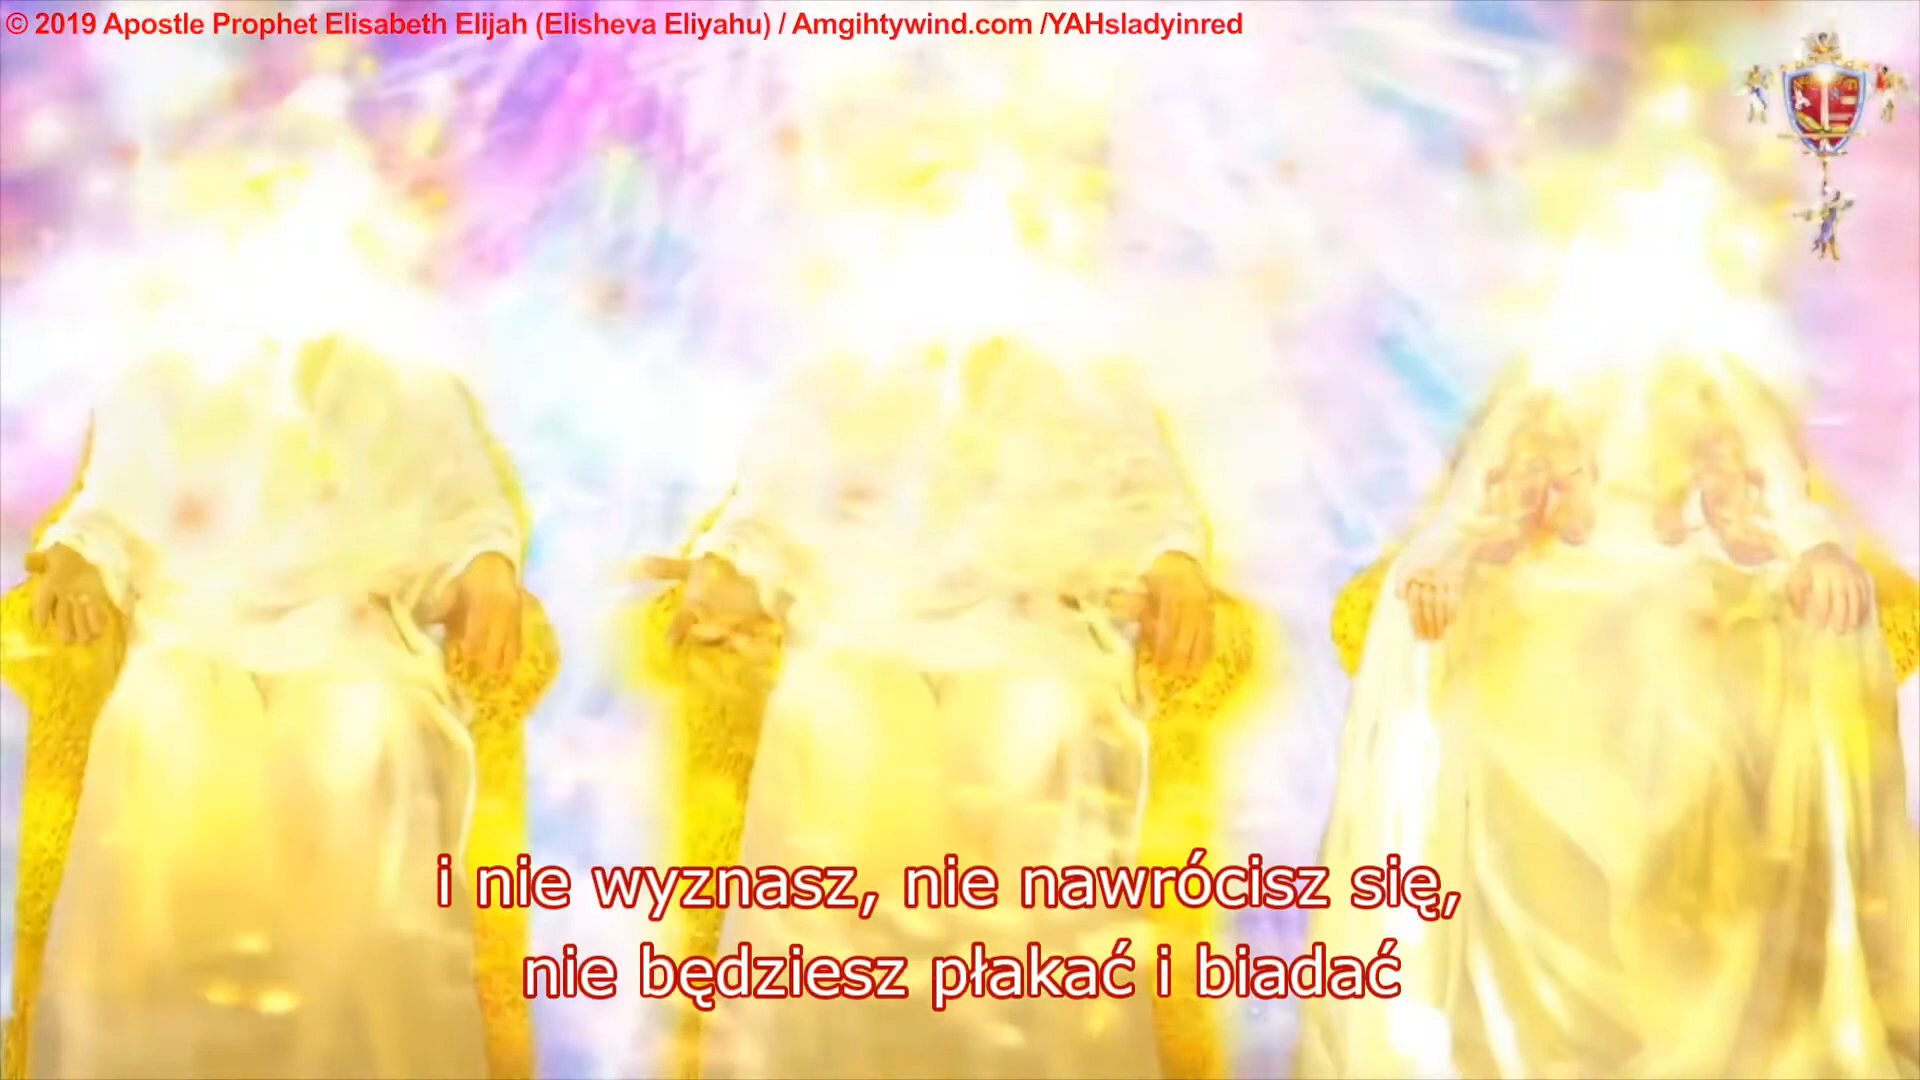 © 2019 Apostle Prophet Elisabeth Elijah (Elisheva Eliyahu) / Amgihtywind.com /YAHsladyinred
i nie wyznasz, nie nawrócisz się,
nie będziesz płakać i biadać